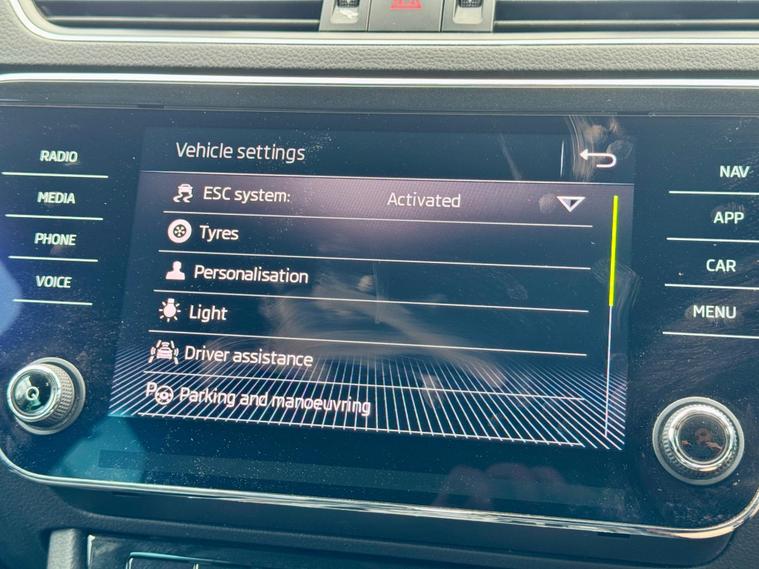 Vehicle settings
RADIO
MEDIA
PHONE
VOICE
ESC system: Activated
Tyres
Personalisation
Light
Driver assistance
P Parking and manoeuvring
NAV
APP
CAR
MENU